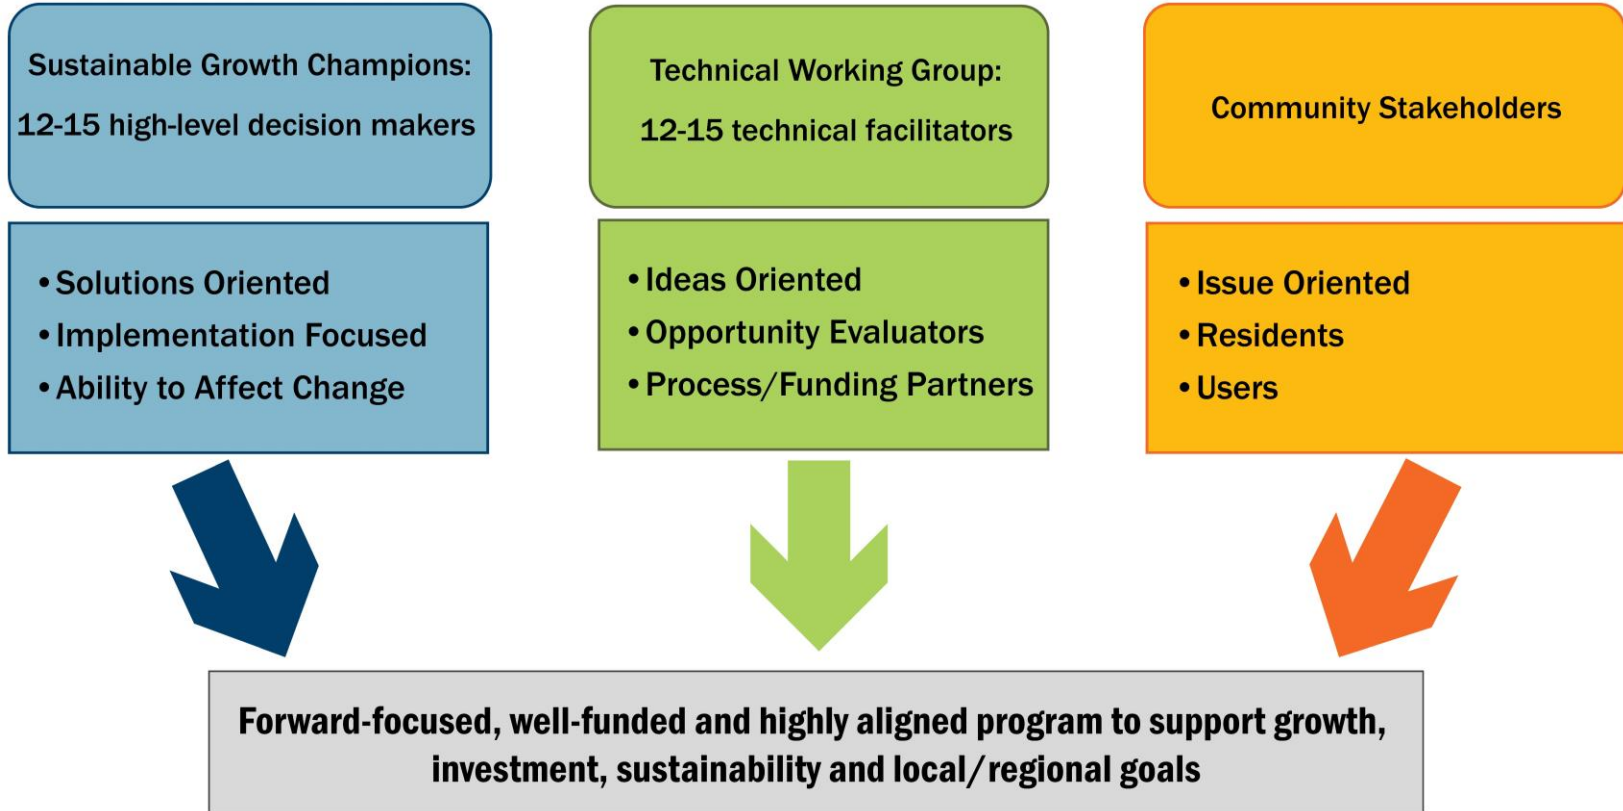 Sustainable Growth Champions:
12-15 high-level decision makers
• Solutions Oriented
• Implementation Focused
• Ability to Affect Change
Technical Working Group:
12-15 technical facilitators
• Ideas Oriented
• Opportunity Evaluators
• Process/Funding Partners
Community Stakeholders
• Issue Oriented
• Residents
• Users
Forward-focused, well-funded and highly aligned program to support growth,
investment, sustainability and local/regional goals